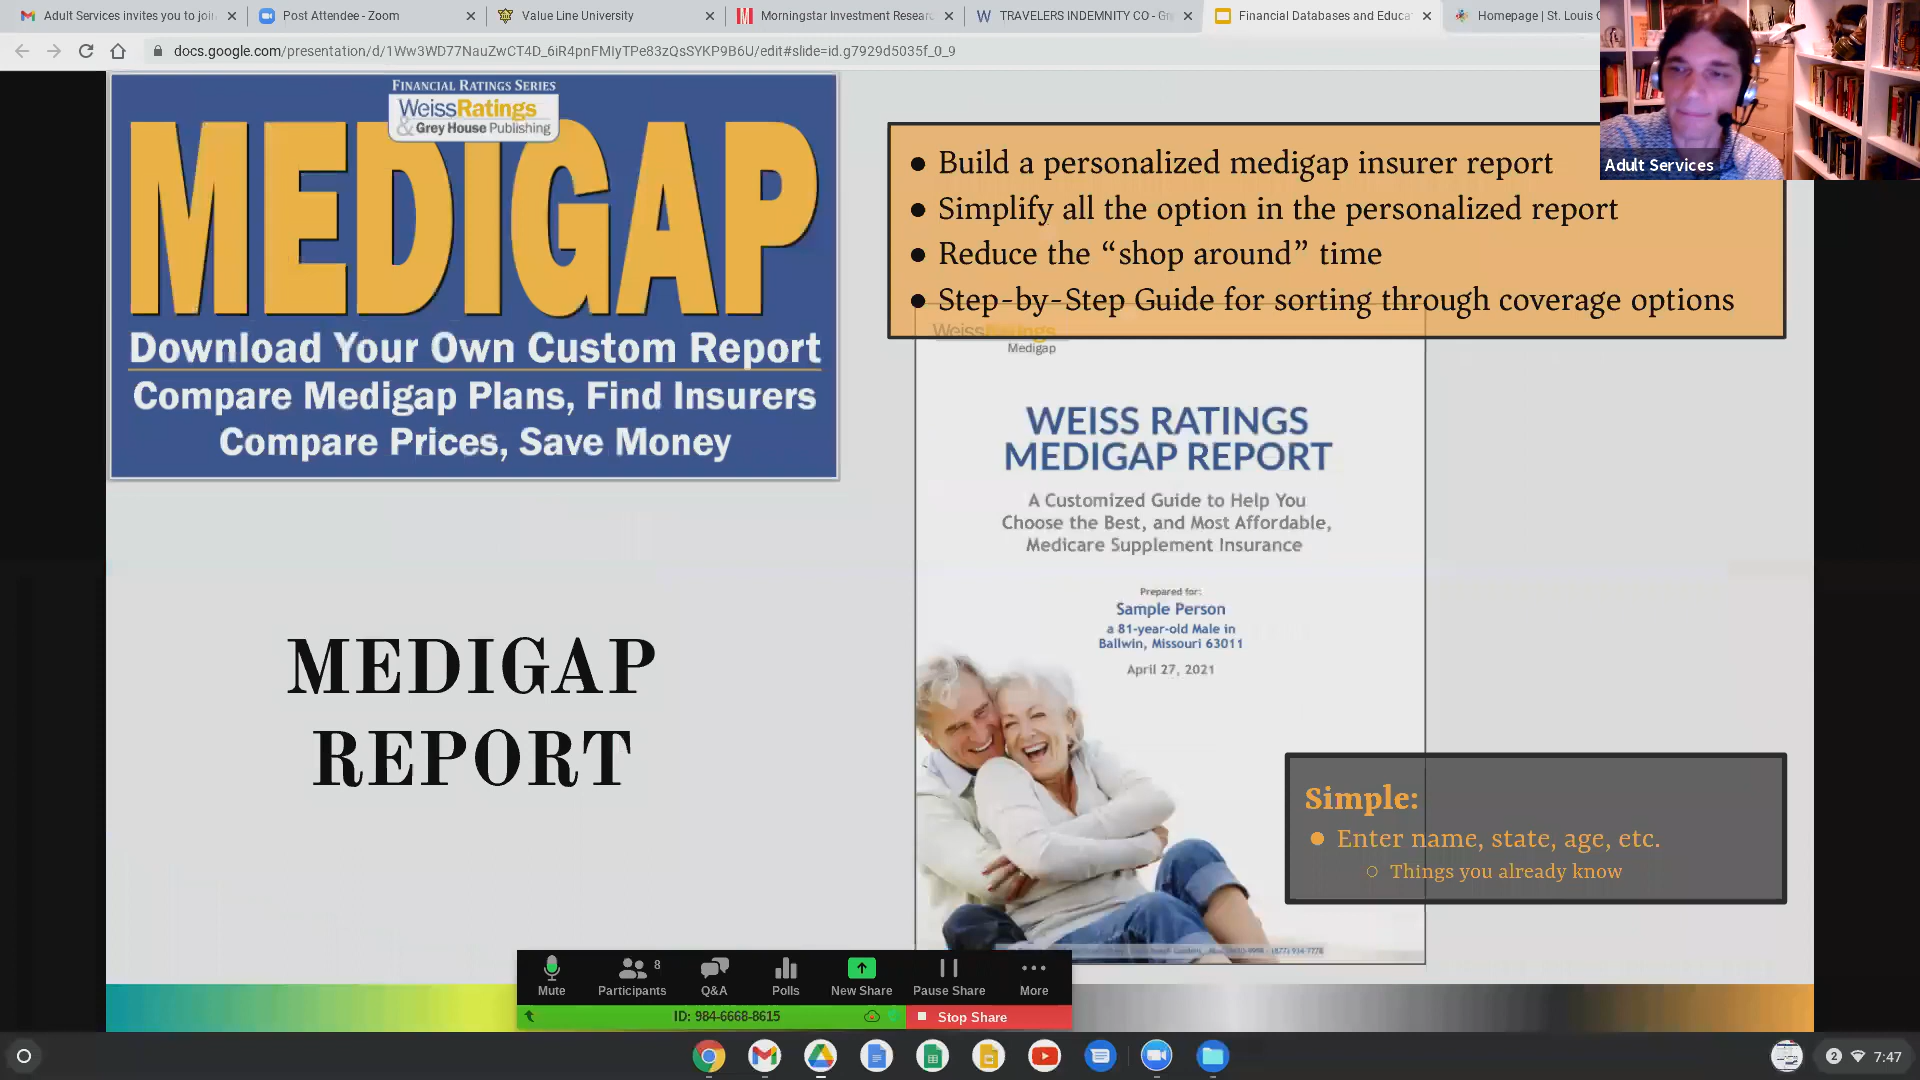 Adult Services invites you to joi
Post Attendee - Zoom
Value Line University
Morningstar Investment Researc
TRAVELERS INDEMNITY CO - Gr
Financial Databases and Educa
Homepage | St. Louis C
docs.google.com/presentation/d/1Ww3WD77NauZwCT4D_6iR4pnFMIyTPe83zQsSYKP9B6U/edit#slide=id.g7929d5035f_0_9
Adult Services
FINANCIAL RATINGS SERIES
WeissRatings
& Grey House Publishing
MEDIGAP
Download Your Own Custom Report
Compare Medigap Plans, Find Insurers
Compare Prices, Save Money
● Build a personalized medigap insurer report
● Simplify all the option in the personalized report
● Reduce the “shop around” time
● Step-by-Step Guide for sorting through coverage options
WeissRatings
Medigap
WEISS RATINGS
MEDIGAP REPORT
A Customized Guide to Help You
Choose the Best, and Most Affordable,
Medicare Supplement Insurance
Prepared for:
Sample Person
a 81-year-old Male in
Ballwin, Missouri 63011
April 27, 2021
MEDIGAP
REPORT
Simple:
● Enter name, state, age, etc.
○ Things you already know
8
Mute
Participants
Q&A
Polls
New Share
Pause Share
More
ID: 984-6668-8615
Stop Share
2
7:47